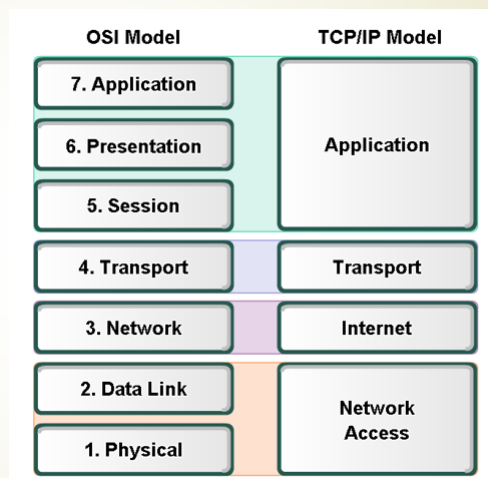 OSI Model
TCP/IP Model
7. Application
6. Presentation
5. Session
Application
4. Transport
Transport
3. Network
Internet
2. Data Link
1. Physical
Network
Access